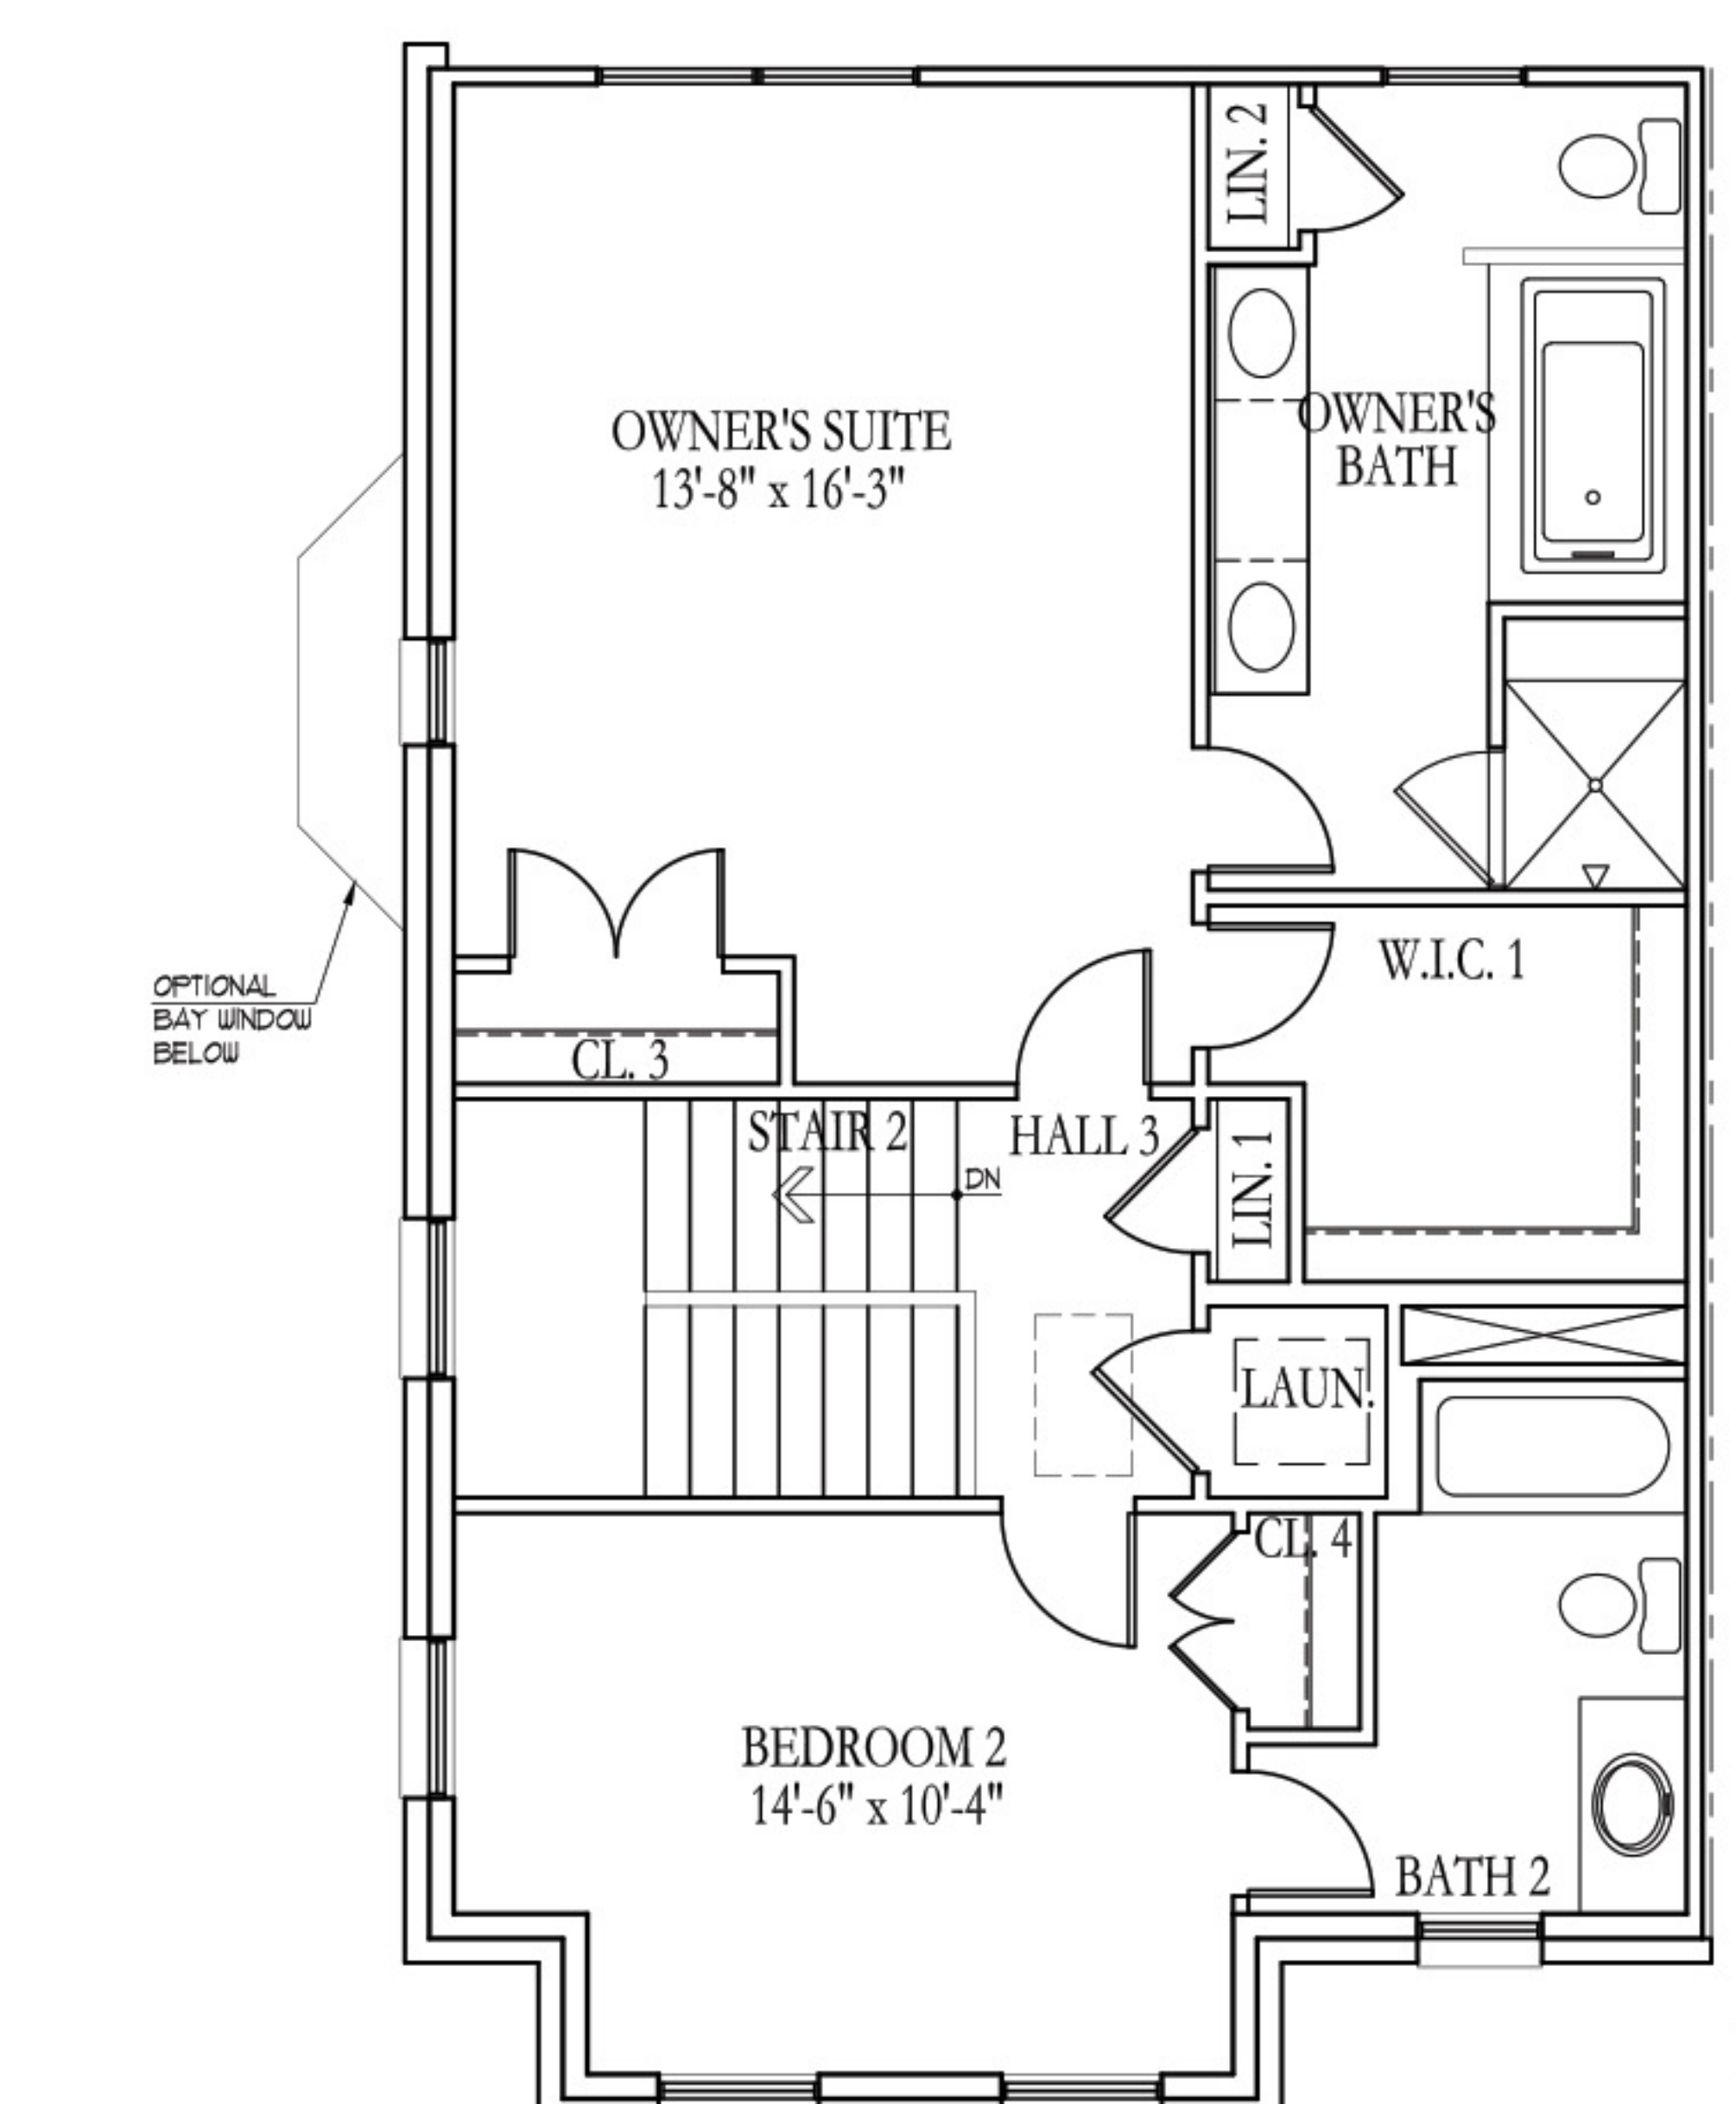 LIN. 2
OWNER'S SUITE
13'-8" x 16'-3"
OWNER'S
BATH
OPTIONAL
BAY WINDOW
BELOW
W.I.C. 1
CL. 3
STAIR 2
HALL 3
DN
LIN. 1
LAUN.
CL. 4
BEDROOM 2
14'-6" x 10'-4"
BATH 2